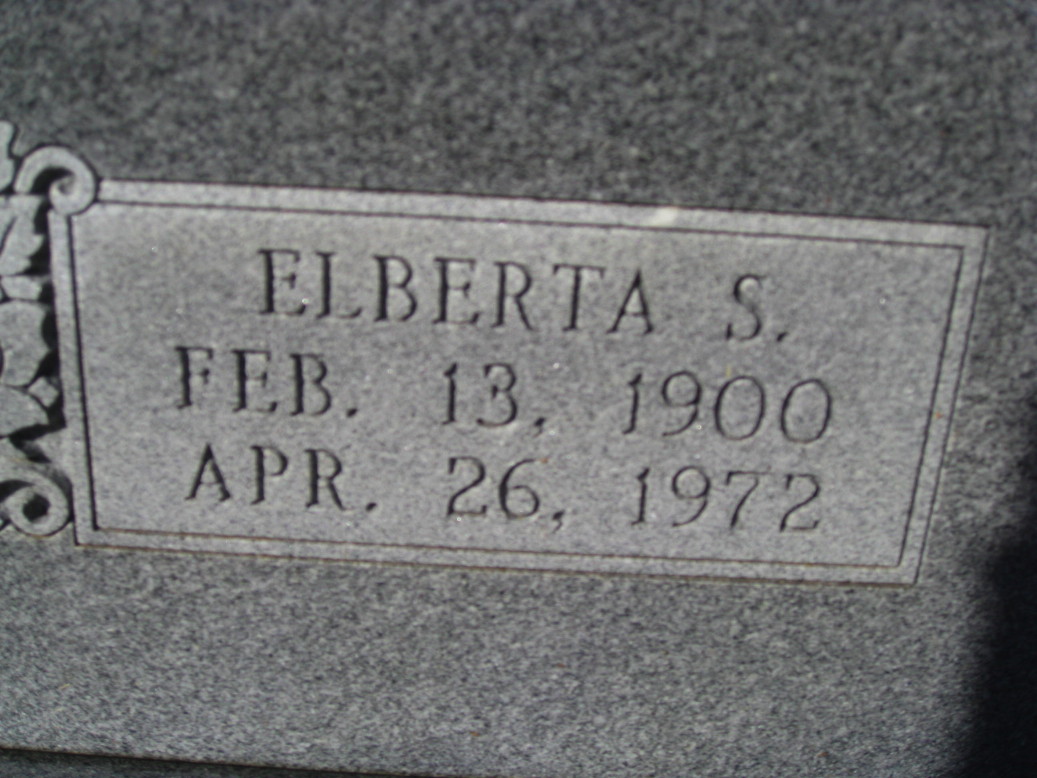 ELBERTA S.
FEB. 13, 1900
APR. 26, 1972